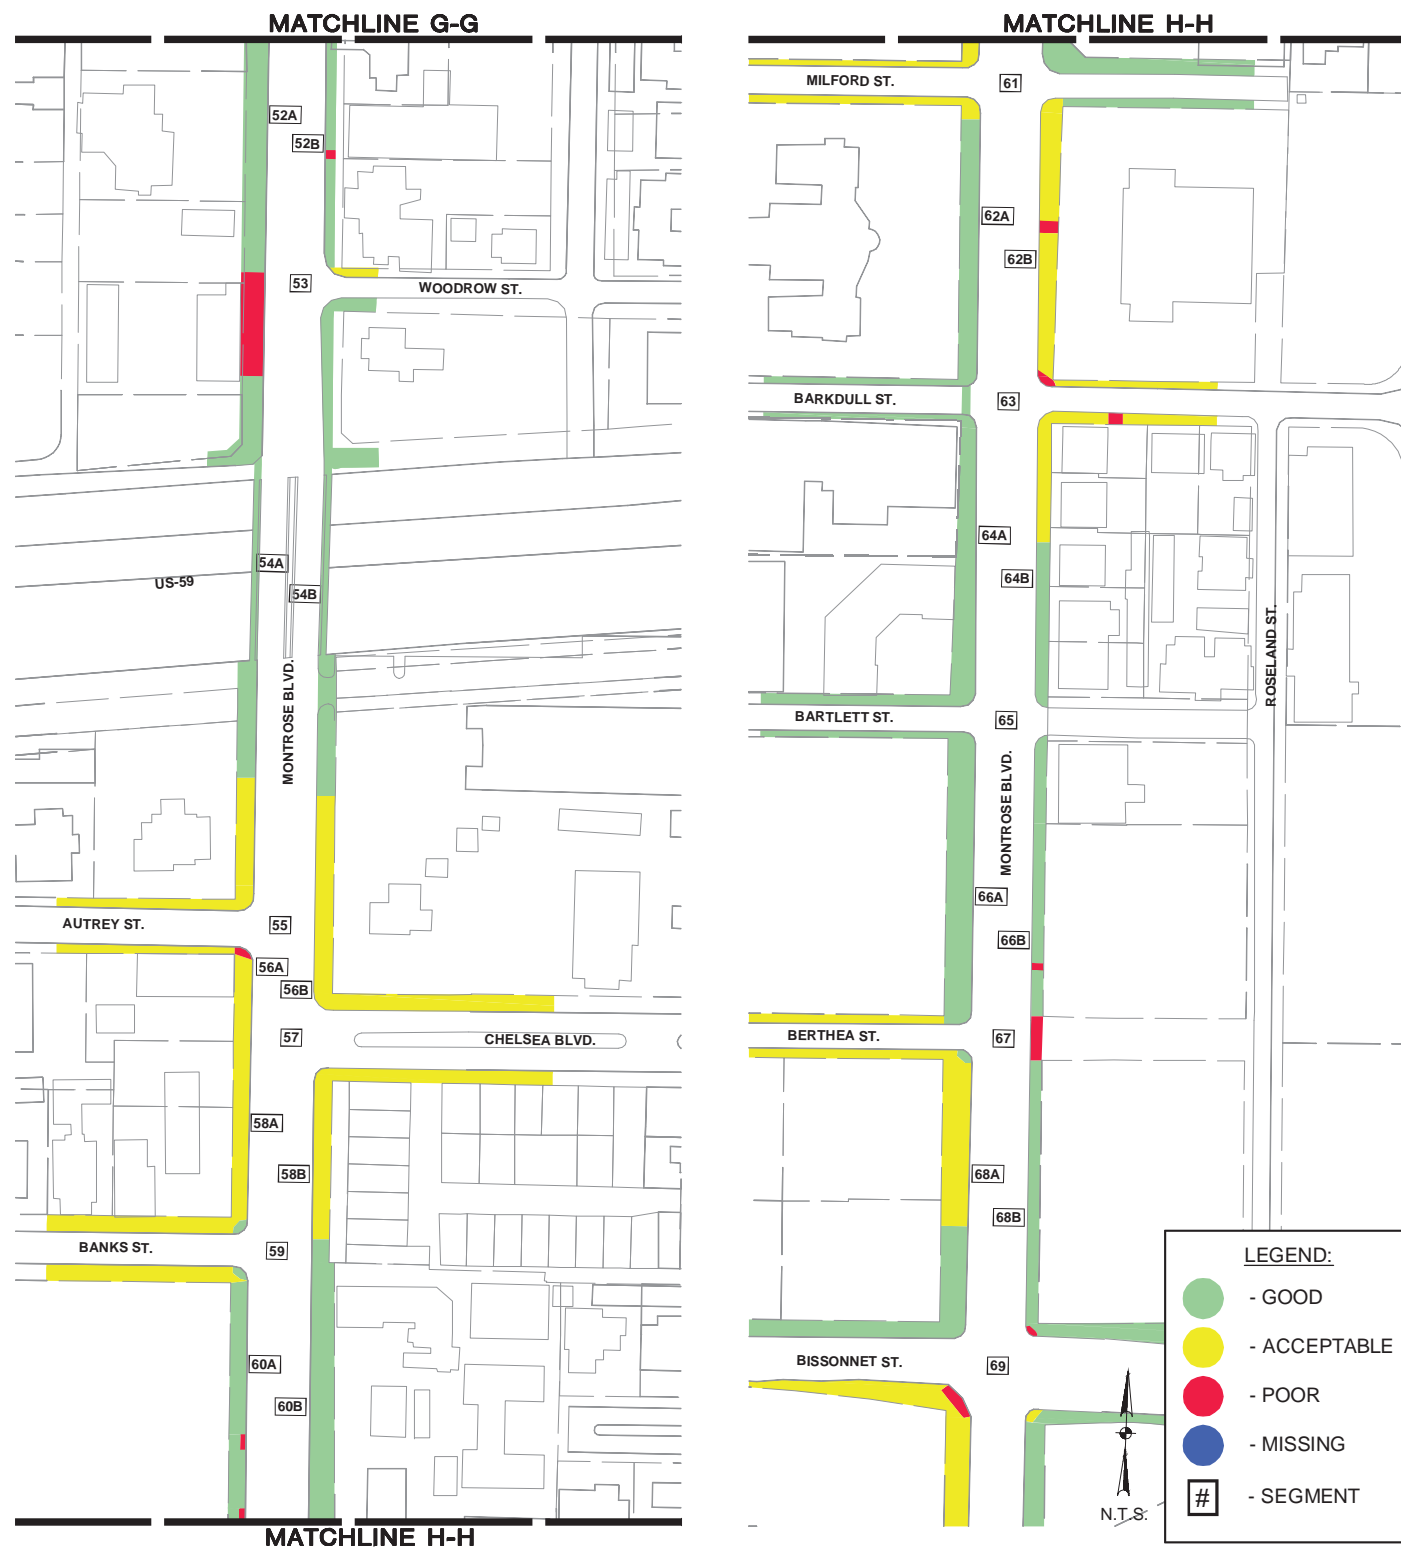 MATCHLINE G-G
52A
52B
53
WOODROW ST.
54A
US-59
54B
MONTROSE BLVD.
AUTREY ST.
55
56A
56B
57
CHELSEA BLVD.
58A
58B
BANKS ST.
59
60A
60B
MATCHLINE H-H
MATCHLINE H-H
MILFORD ST.
61
62A
62B
BARKDULL ST.
63
64A
64B
ROSELAND ST.
BARTLETT ST.
65
MONTROSE BLVD.
66A
66B
BERTHEA ST.
67
68A
68B
BISSONNET ST.
69
N.T.S.
LEGEND:
- GOOD
- ACCEPTABLE
- POOR
- MISSING
# - SEGMENT